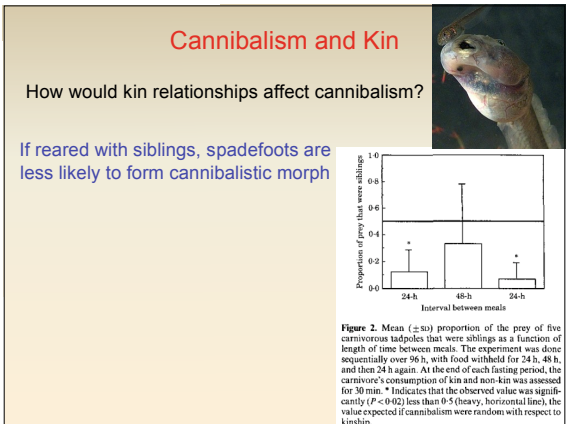 Cannibalism and Kin
How would kin relationships affect cannibalism?
If reared with siblings, spadefoots are
less likely to form cannibalistic morph
Proportion of prey that were siblings
1·0
0·8
0·6
0·4
0·2
0·0
*
*
24-h
48-h
24-h
Interval between meals
Figure 2. Mean (±SD) proportion of the prey of five
carnivorous tadpoles that were siblings as a function of
length of time between meals. The experiment was done
sequentially over 96 h, with food withheld for 24 h, 48 h,
and then 24 h again. At the end of each fasting period, the
carnivore's consumption of kin and non-kin was assessed
for 30 min. * Indicates that the observed value was signifi-
cantly (P < 0·02) less than 0·5 (heavy, horizontal line), the
value expected if cannibalism were random with respect to
kinship.